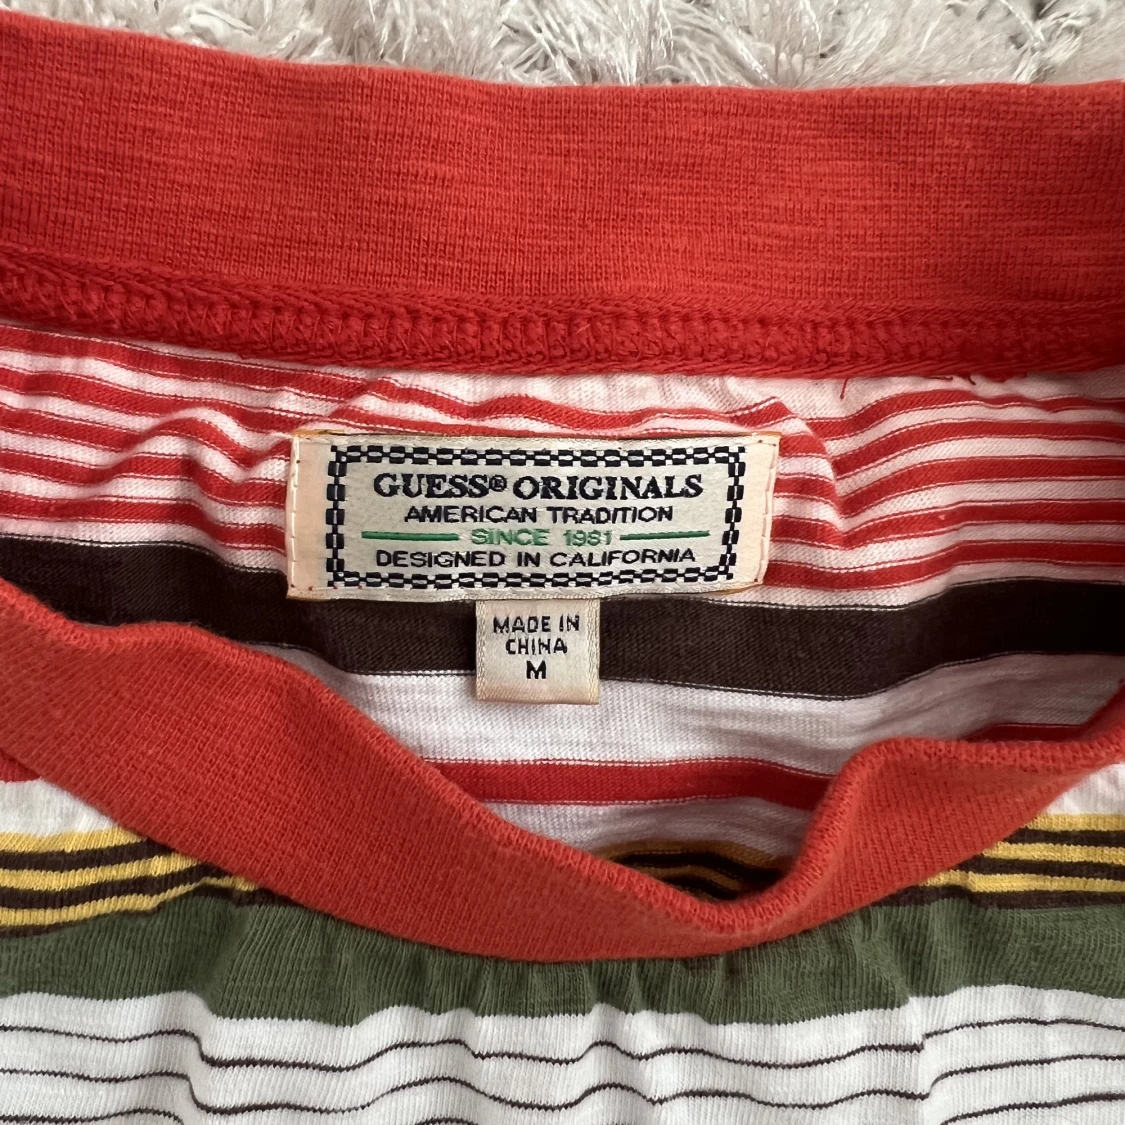 GUESS® ORIGINALS
AMERICAN TRADITION
SINCE 1981
DESIGNED IN CALIFORNIA
MADE IN
CHINA
M